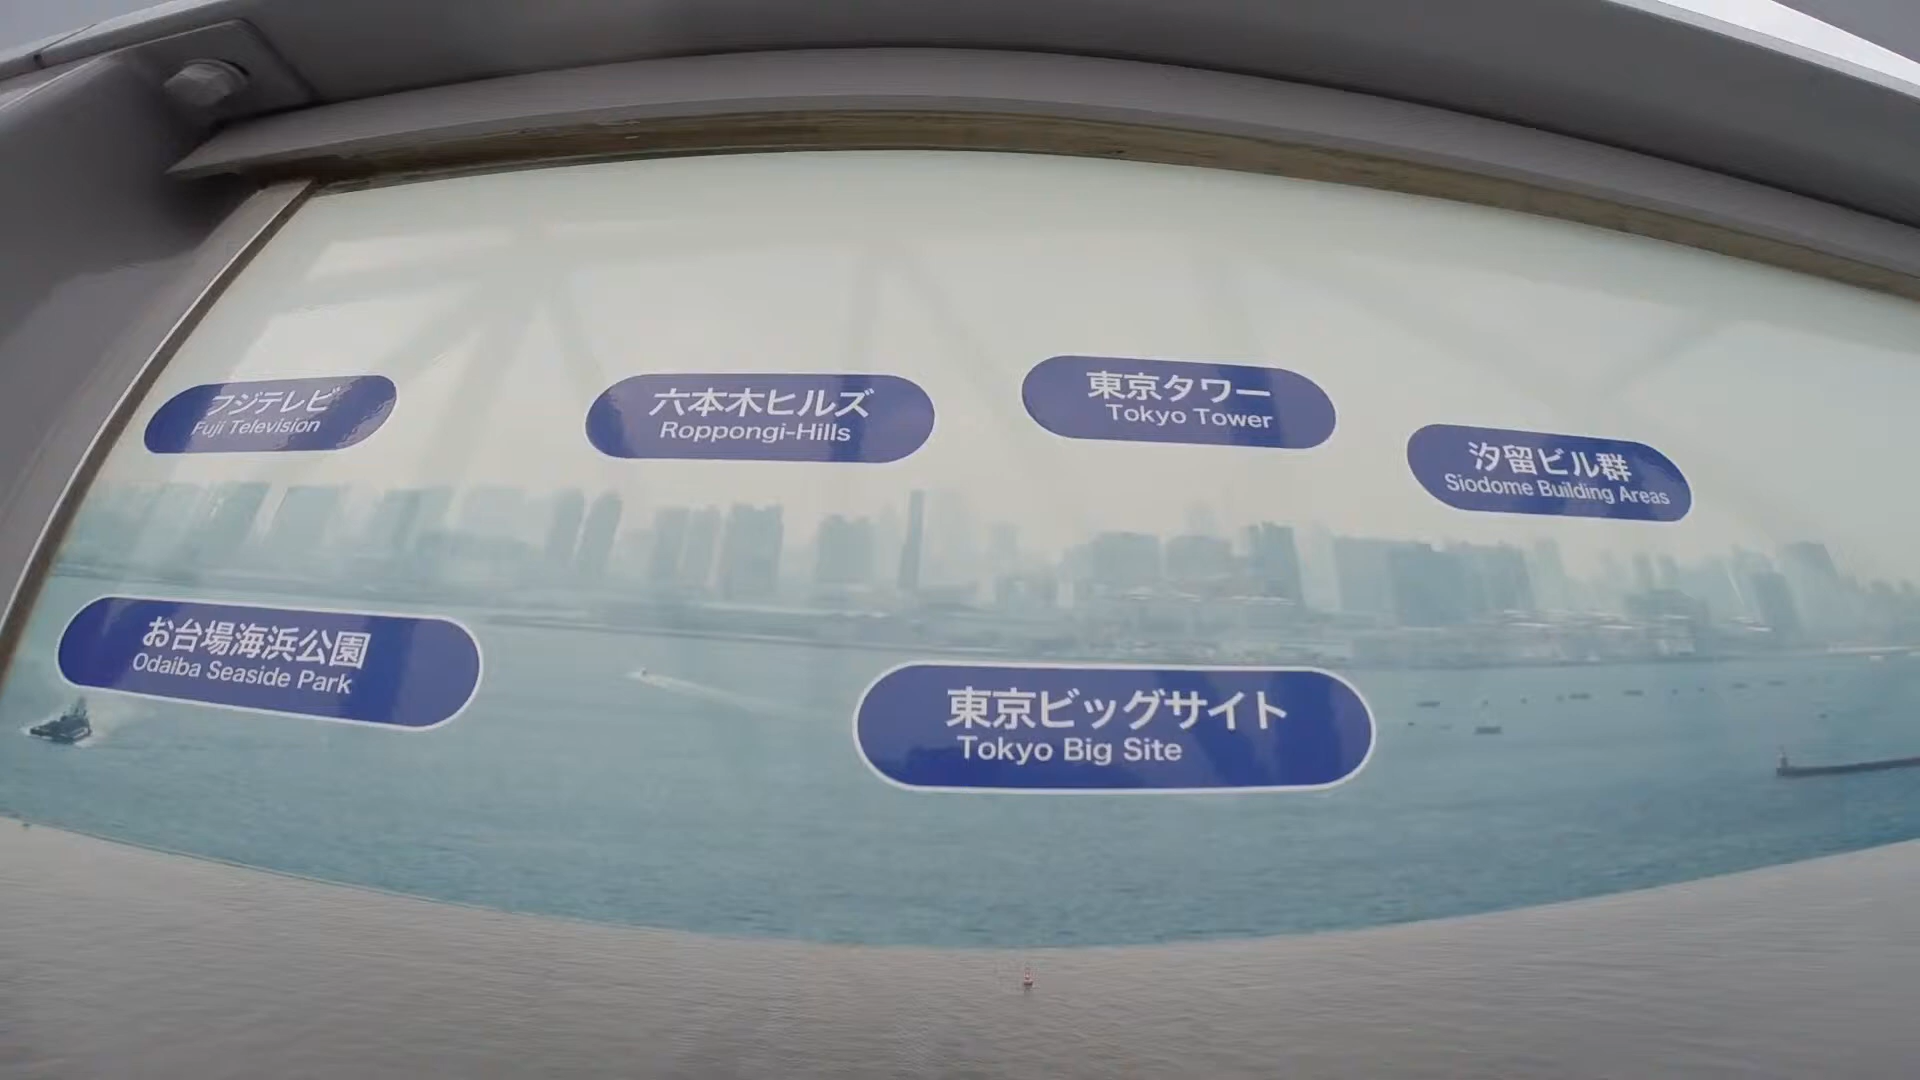 フジテレビ
Fuji Television
六本木ヒルズ
Roppongi-Hills
東京タワー
Tokyo Tower
汐留ビル群
Siodome Building Areas
お台場海浜公園
Odaiba Seaside Park
東京ビッグサイト
Tokyo Big Site